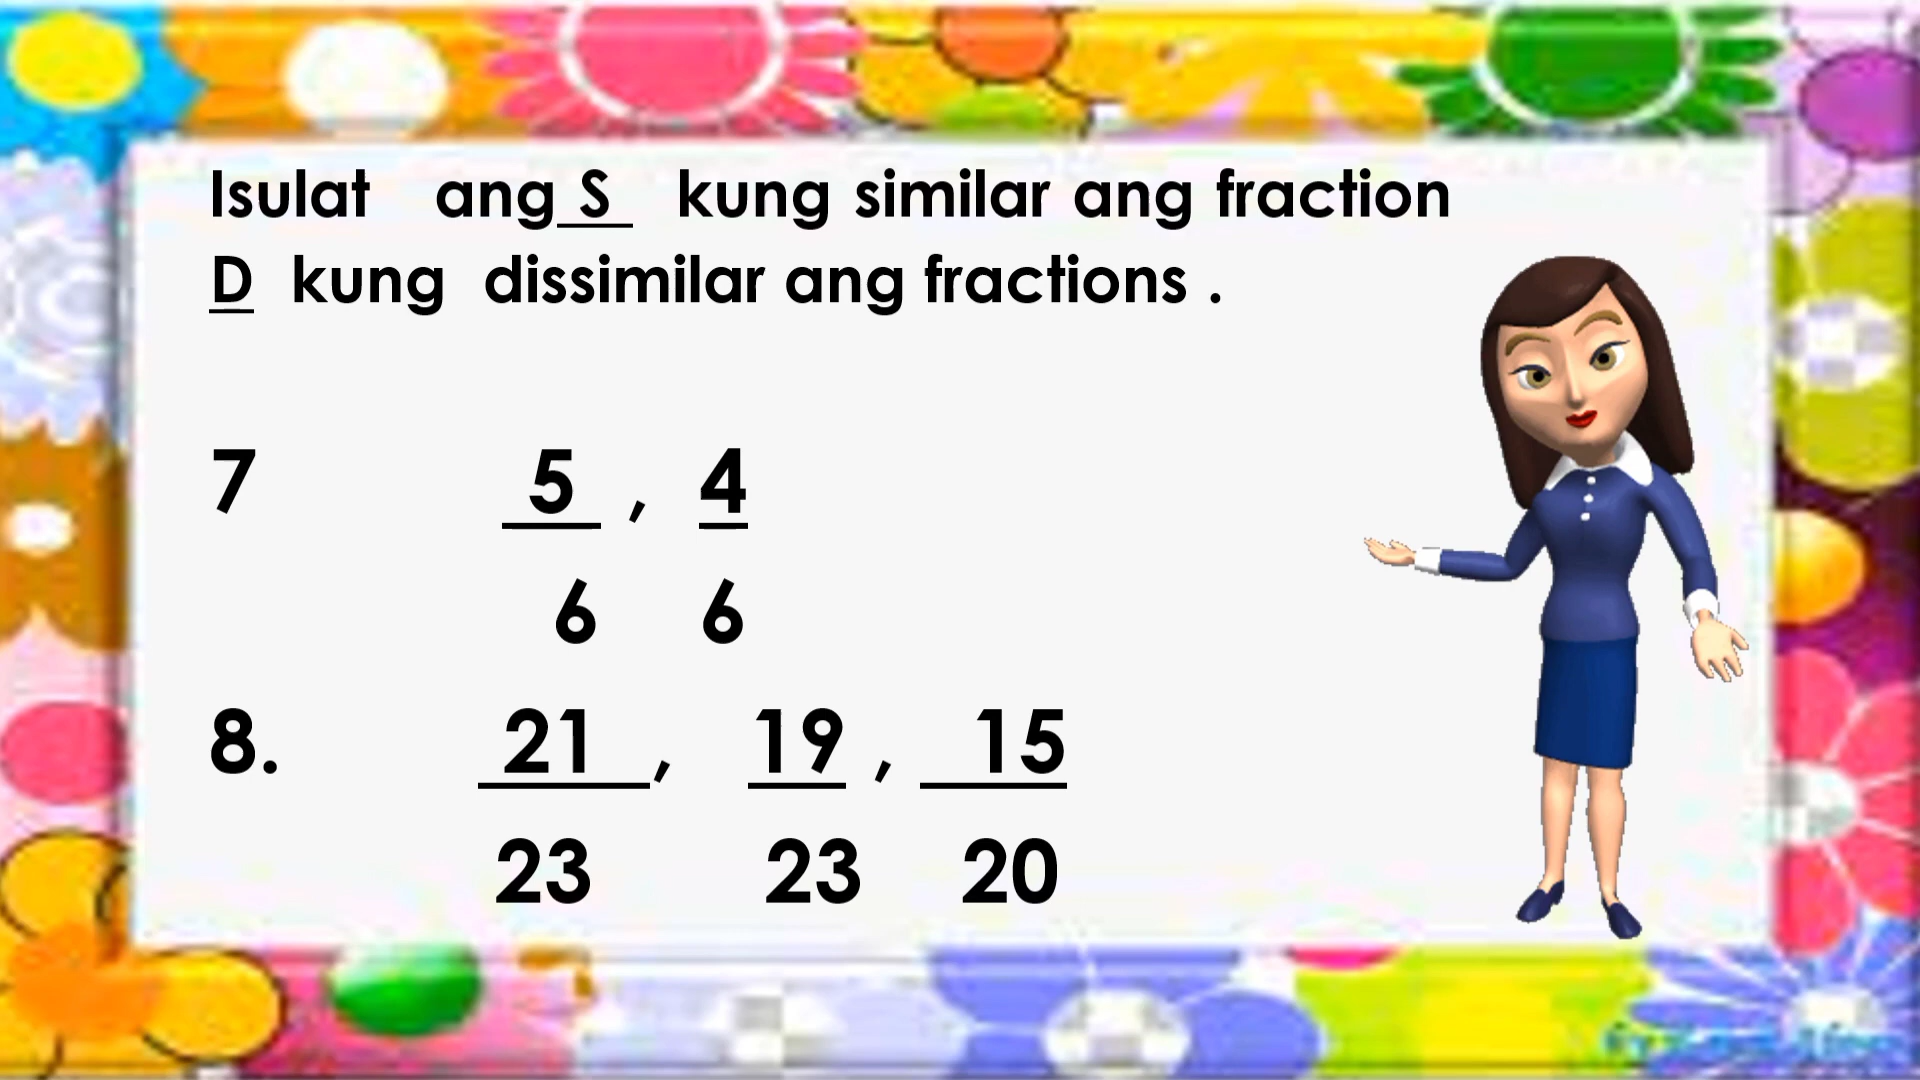 Isulat ang S kung similar ang fraction
D kung dissimilar ang fractions .
7 5 , 4
6 6
8. 21 , 19 , 15
23 23 20